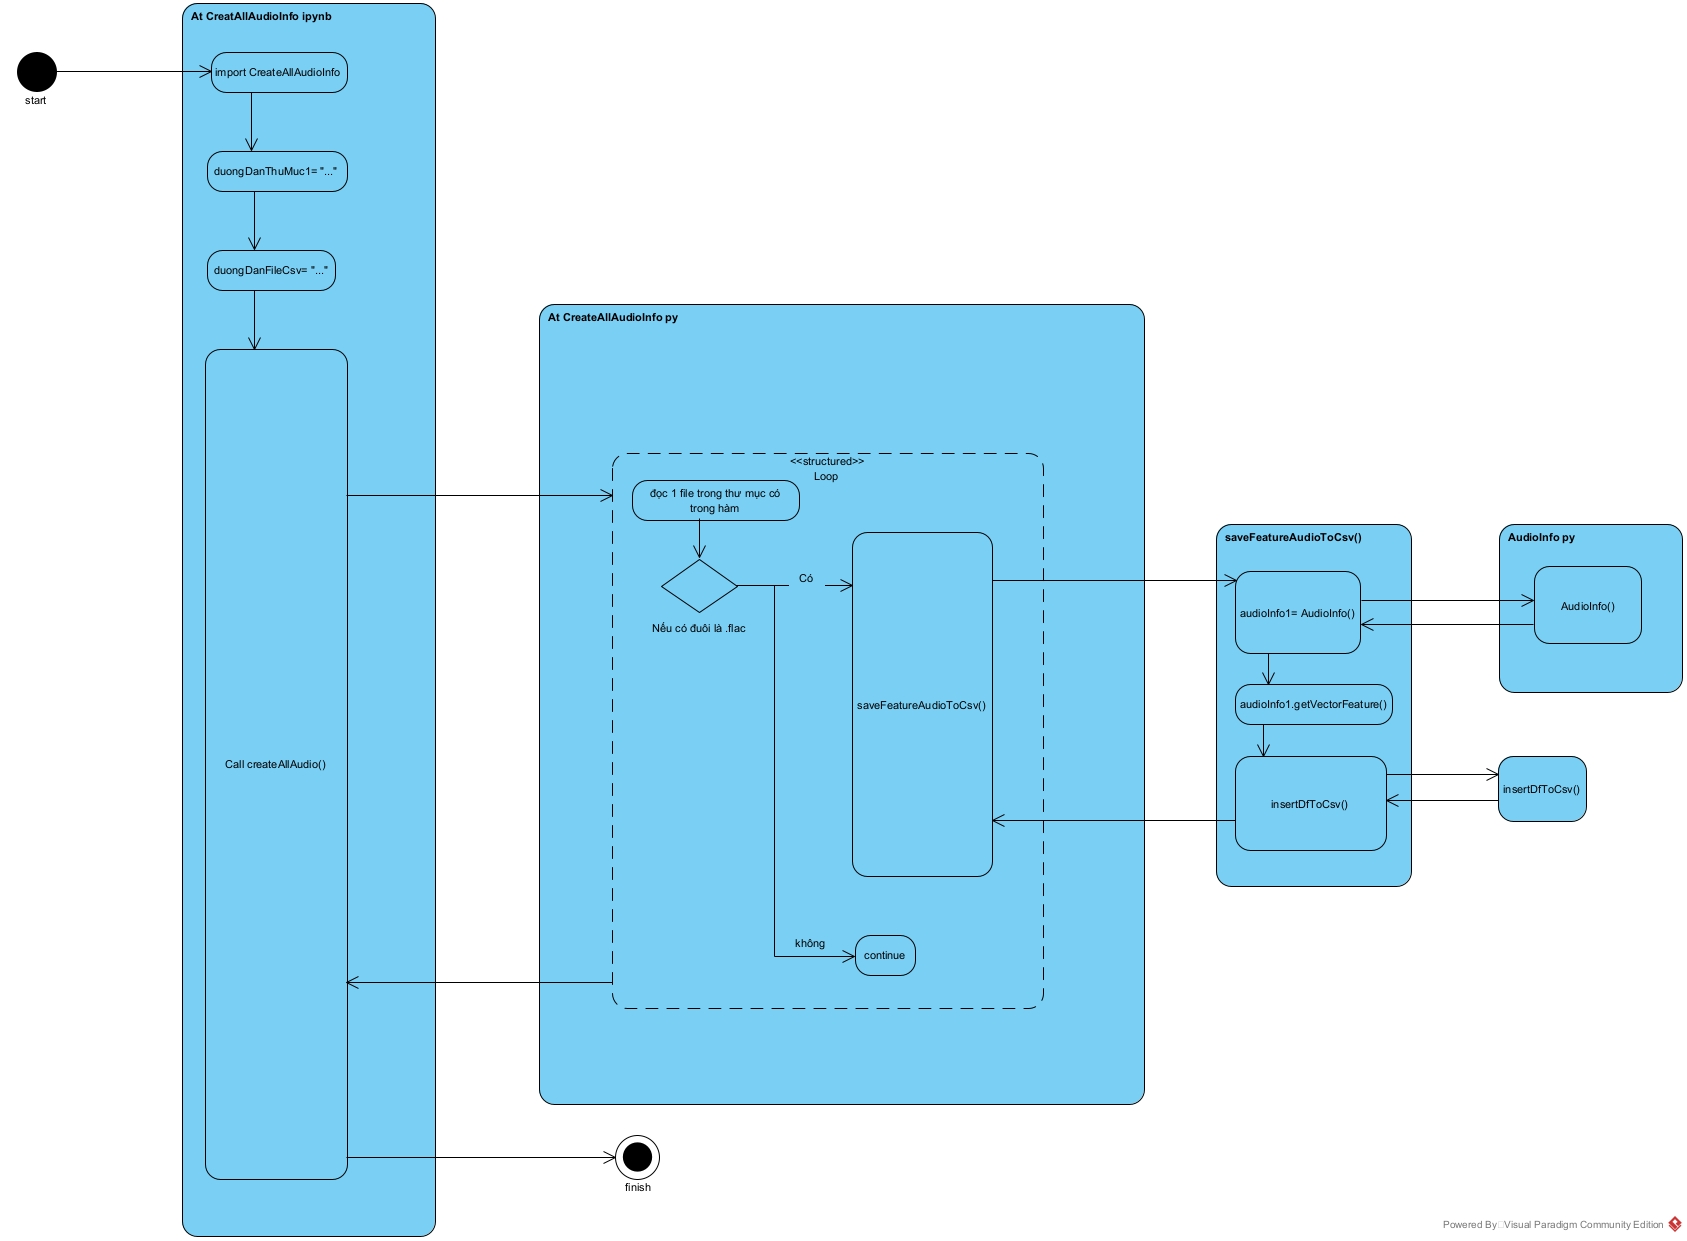 At CreatAllAudioInfo ipynb
import CreateAllAudioInfo
start
duongDanThuMuc1= "..."
duongDanFileCsv= "..."
Call createAllAudio()
At CreateAllAudioInfo py
<<structured>>
Loop
đọc 1 file trong thư mục có
trong hàm
Có
Nếu có đuôi là .flac
saveFeatureAudioToCsv()
không
continue
saveFeatureAudioToCsv()
audioInfo1= AudioInfo()
audioInfo1.getVectorFeature()
insertDfToCsv()
AudioInfo py
AudioInfo()
insertDfToCsv()
finish
Powered By Visual Paradigm Community Edition